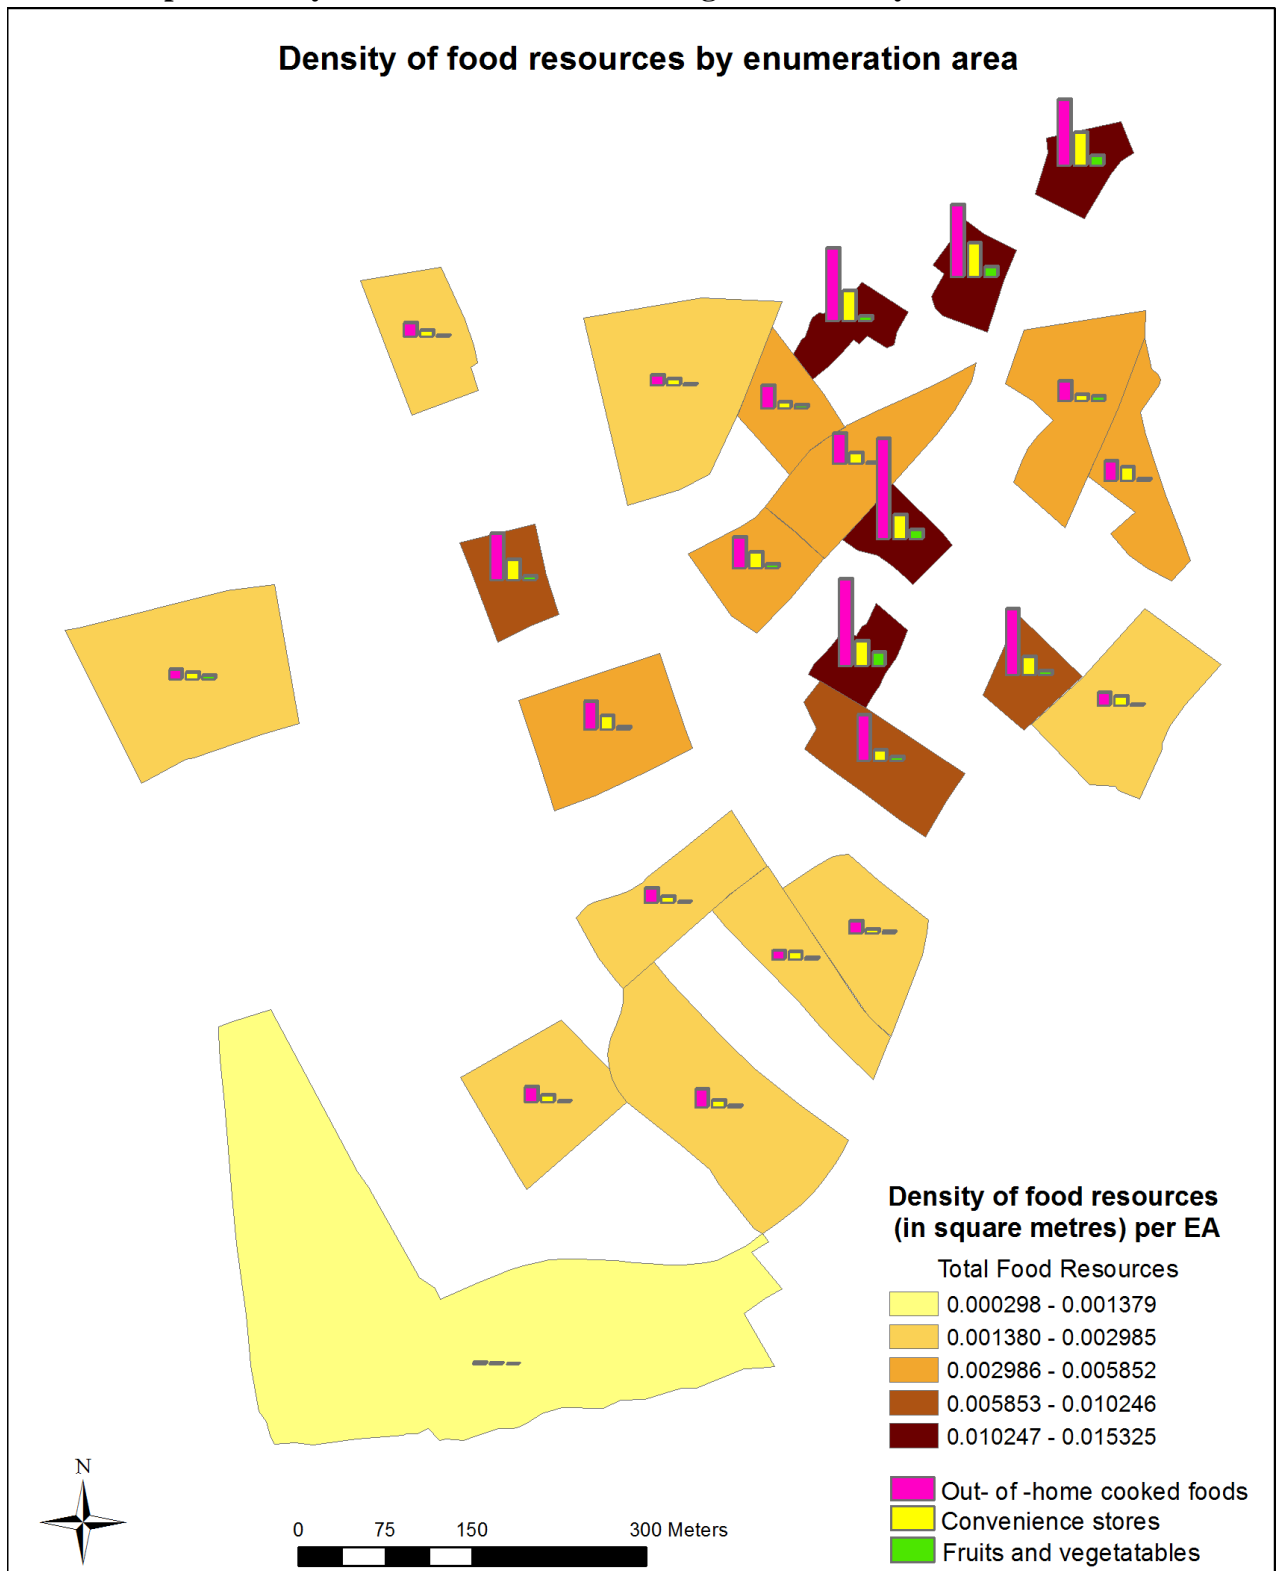 Density of food resources by enumeration area
Density of food resources
(in square metres) per EA
Total Food Resources
0.000298 - 0.001379
0.001380 - 0.002985
0.002986 - 0.005852
0.005853 - 0.010246
0.010247 - 0.015325
Out- of -home cooked foods
Convenience stores
Fruits and vegetatables
N
0 75 150 300 Meters